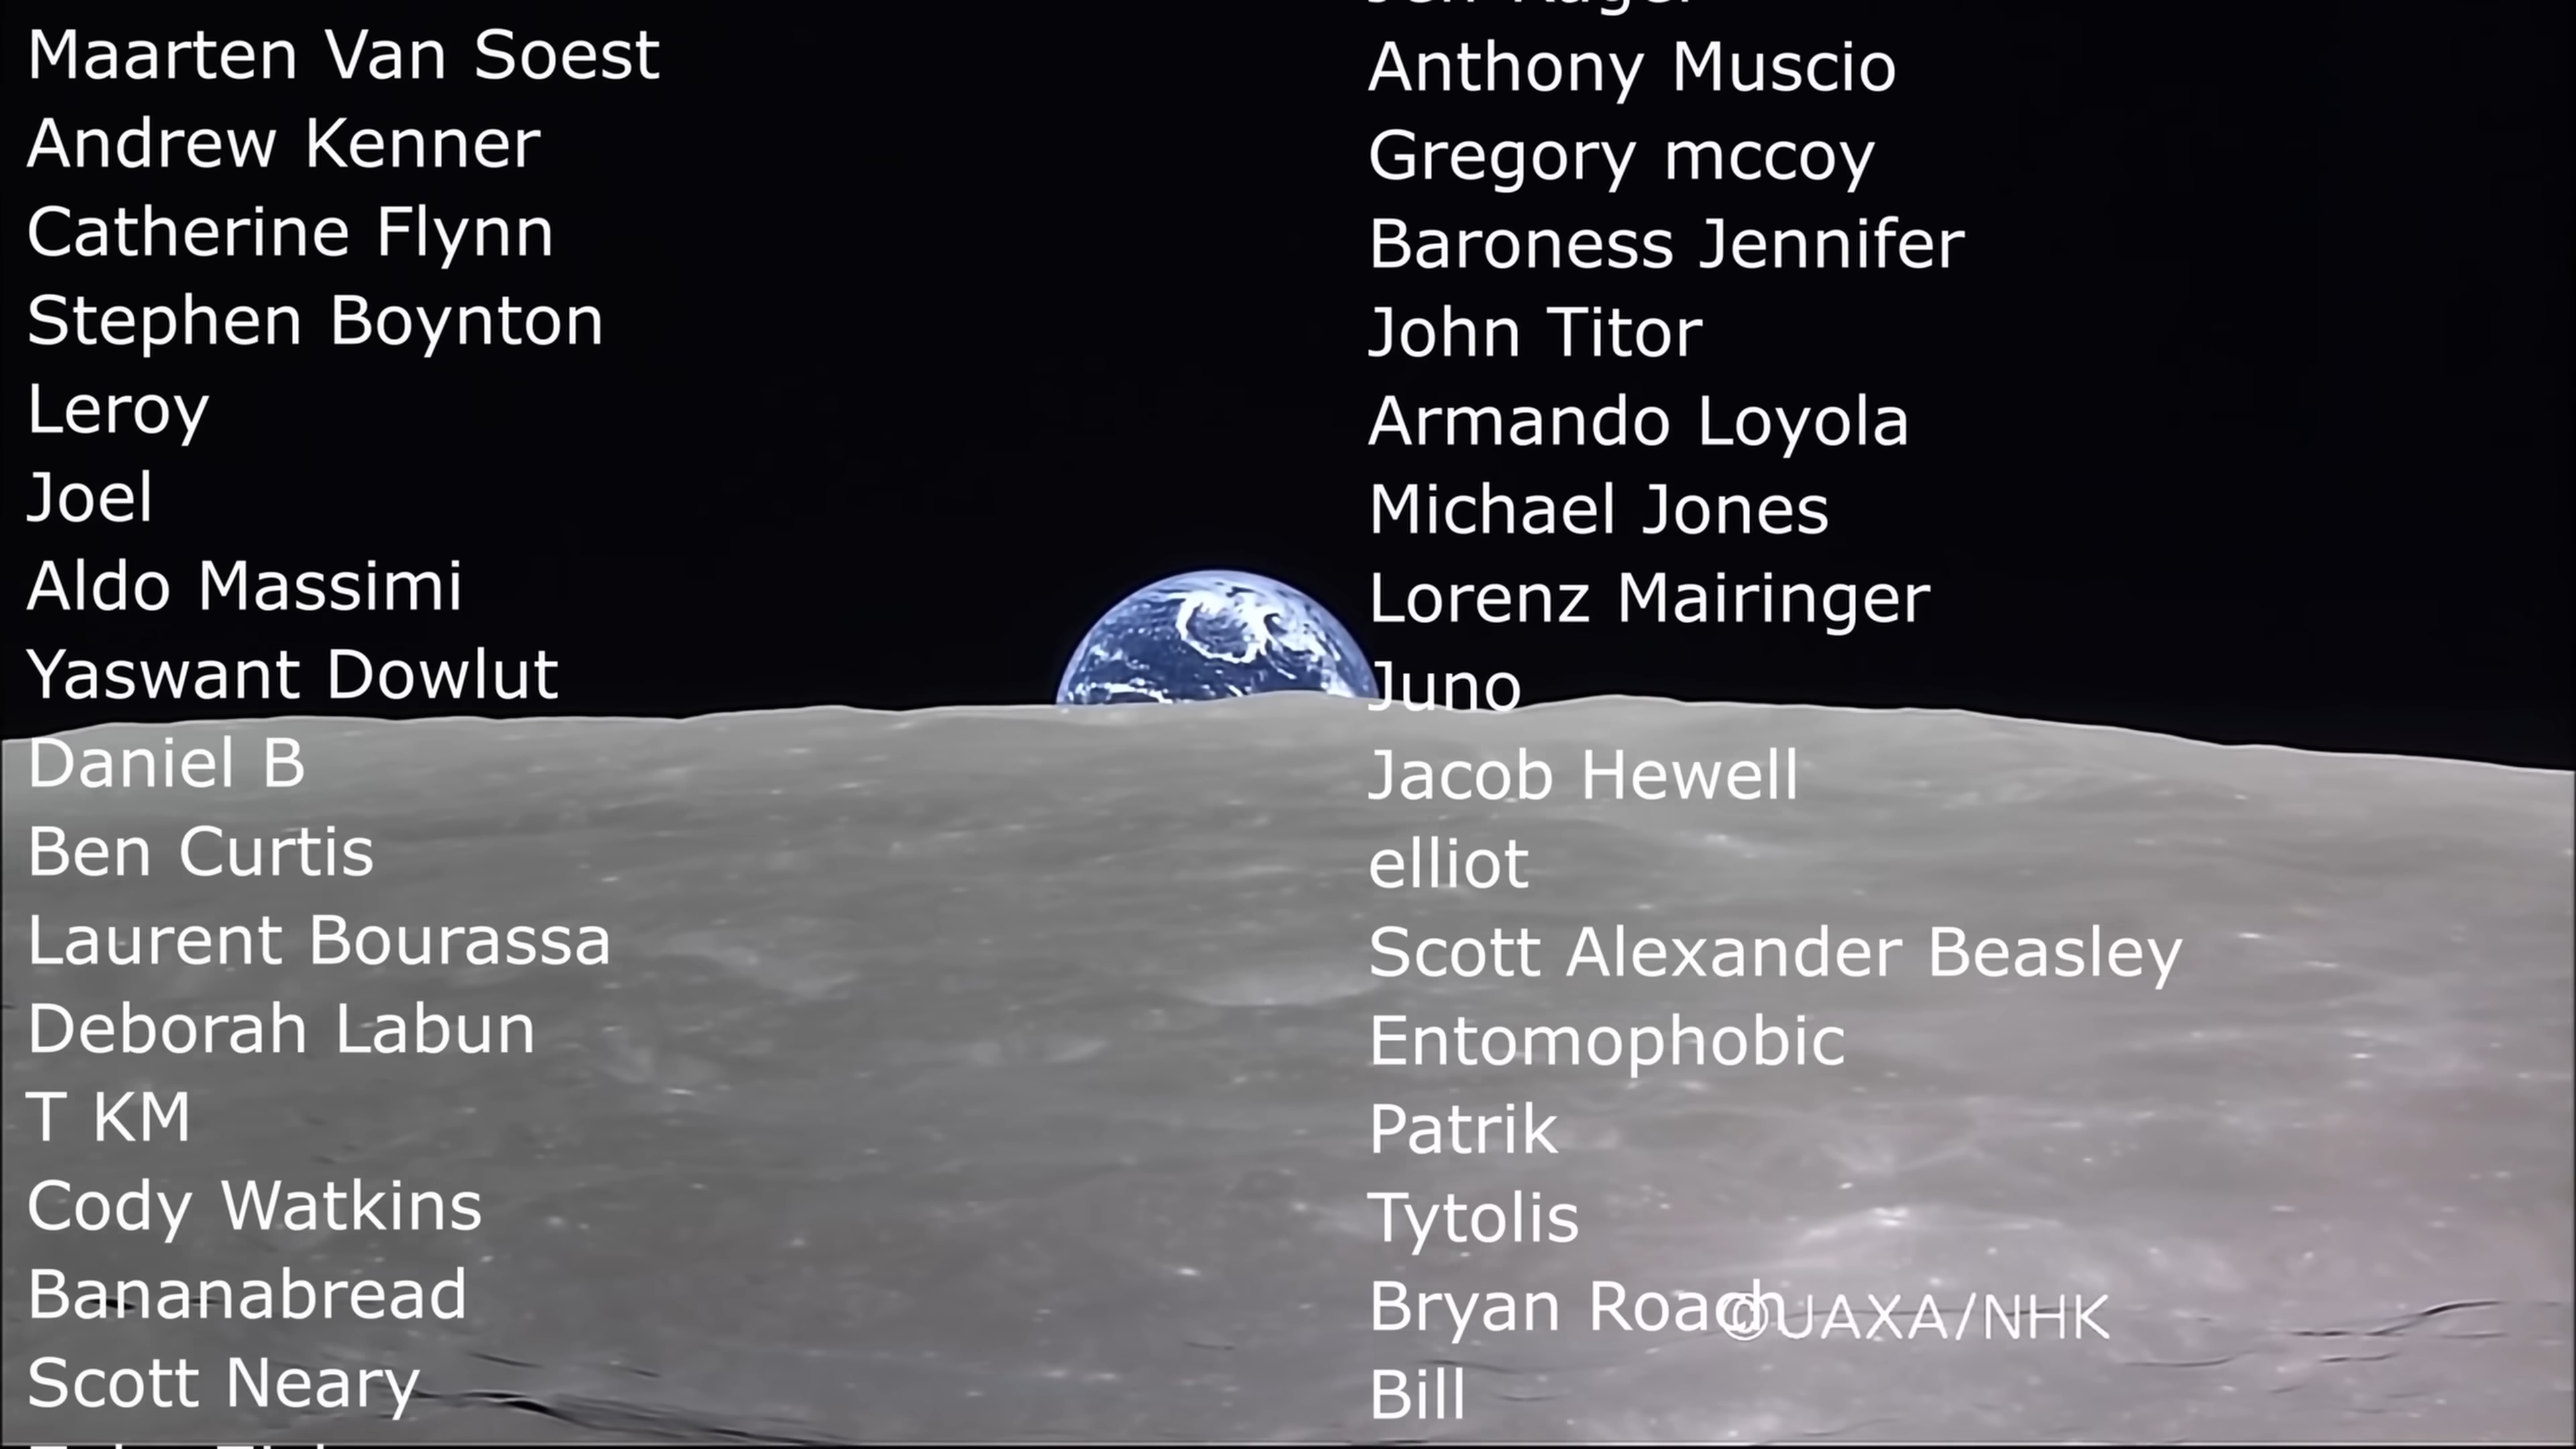 Maarten Van Soest
Andrew Kenner
Catherine Flynn
Stephen Boynton
Leroy
Joel
Aldo Massimi
Yaswant Dowlut
Daniel B
Ben Curtis
Laurent Bourassa
Deborah Labun
T KM
Cody Watkins
Bananabread
Scott Neary
Anthony Muscio
Gregory mccoy
Baroness Jennifer
John Titor
Armando Loyola
Michael Jones
Lorenz Mairinger
Juno
Jacob Hewell
elliot
Scott Alexander Beasley
Entomophobic
Patrik
Tytolis
Bryan Roach
©JAXA/NHK
Bill